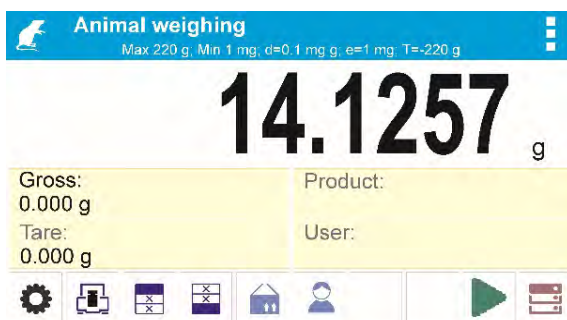 Animal weighing
Max 220 g; Min 1 mg; d=0.1 mg g; e=1 mg; T=-220 g
14.1257 g
Gross:
0.000 g
Product:
Tare:
0.000 g
User: